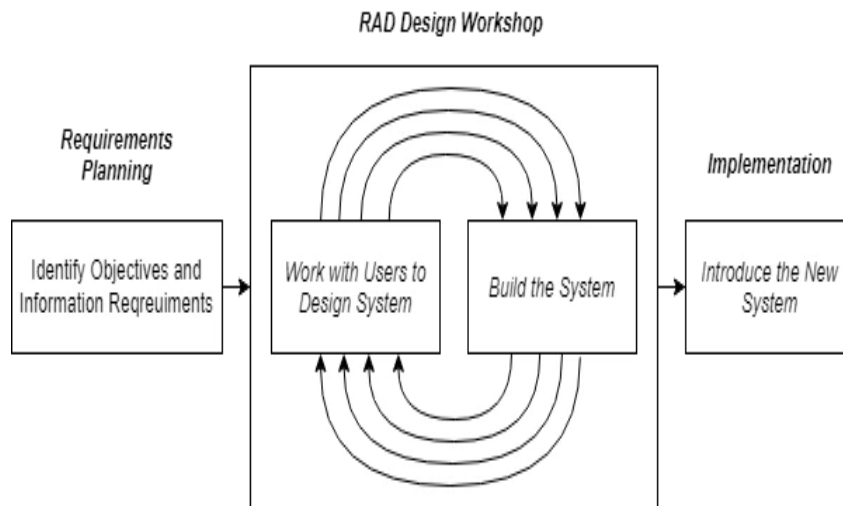 RAD Design Workshop
Requirements
Planning
Identify Objectives and
Information Reqreuiments
Work with Users to
Design System
Build the System
Implementation
Introduce the New
System